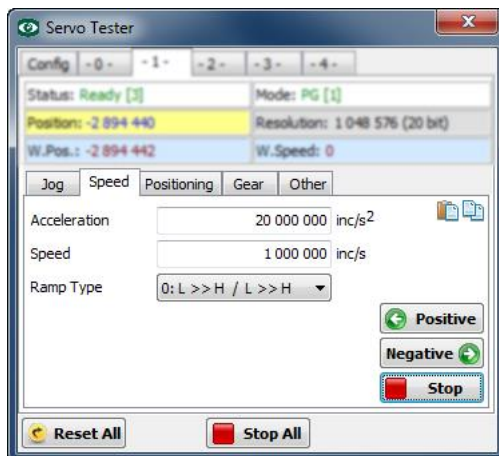 Servo Tester
Config - 0 - - 1 - - 2 - - 3 - - 4 -
Status: Ready [3] Mode: PG [1]
Position: -2 894 440 Resolution: 1 048 576 (20 bit)
W.Pos.: -2 894 442 W.Speed: 0
Jog Speed Positioning Gear Other
Acceleration 20 000 000 inc/s2
Speed 1 000 000 inc/s
Ramp Type 0: L >> H / L >> H
Positive
Negative
Stop
Reset All Stop All